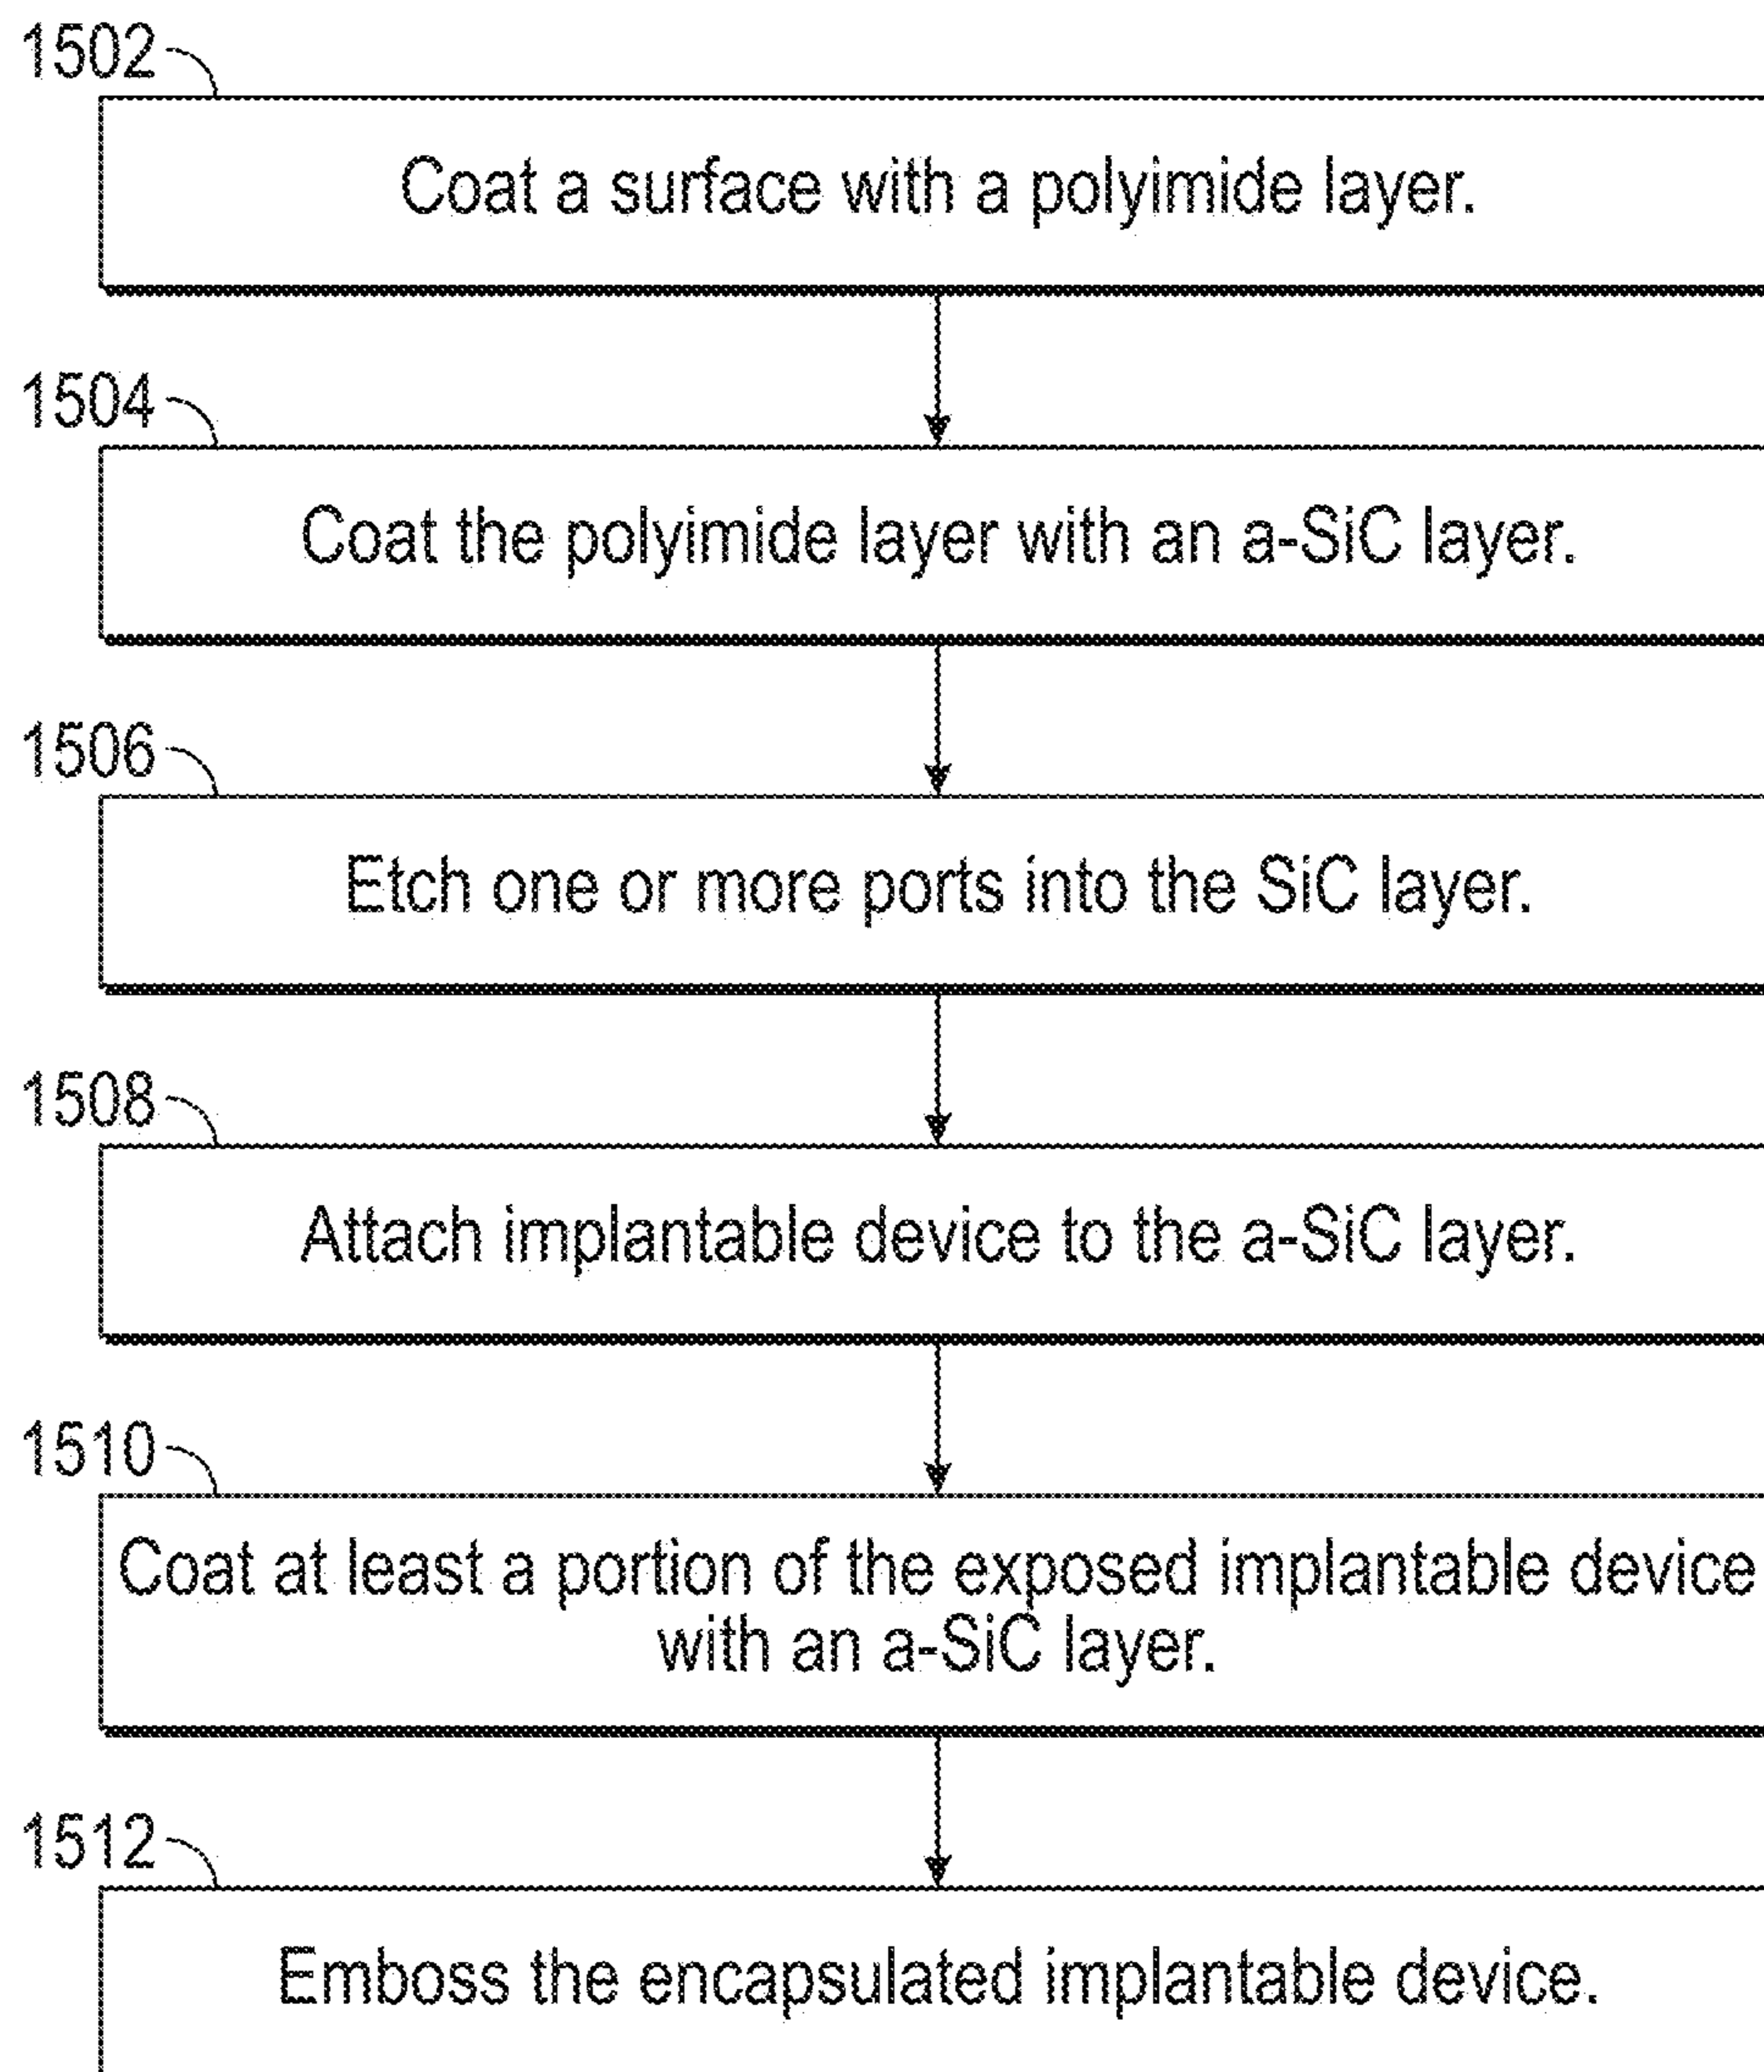 1502
Coat a surface with a polyimide layer.
1504
Coat the polyimide layer with an a-SiC layer.
1506
Etch one or more ports into the SiC layer.
1508
Attach implantable device to the a-SiC layer.
1510
Coat at least a portion of the exposed implantable device
with an a-SiC layer.
1512
Emboss the encapsulated implantable device.